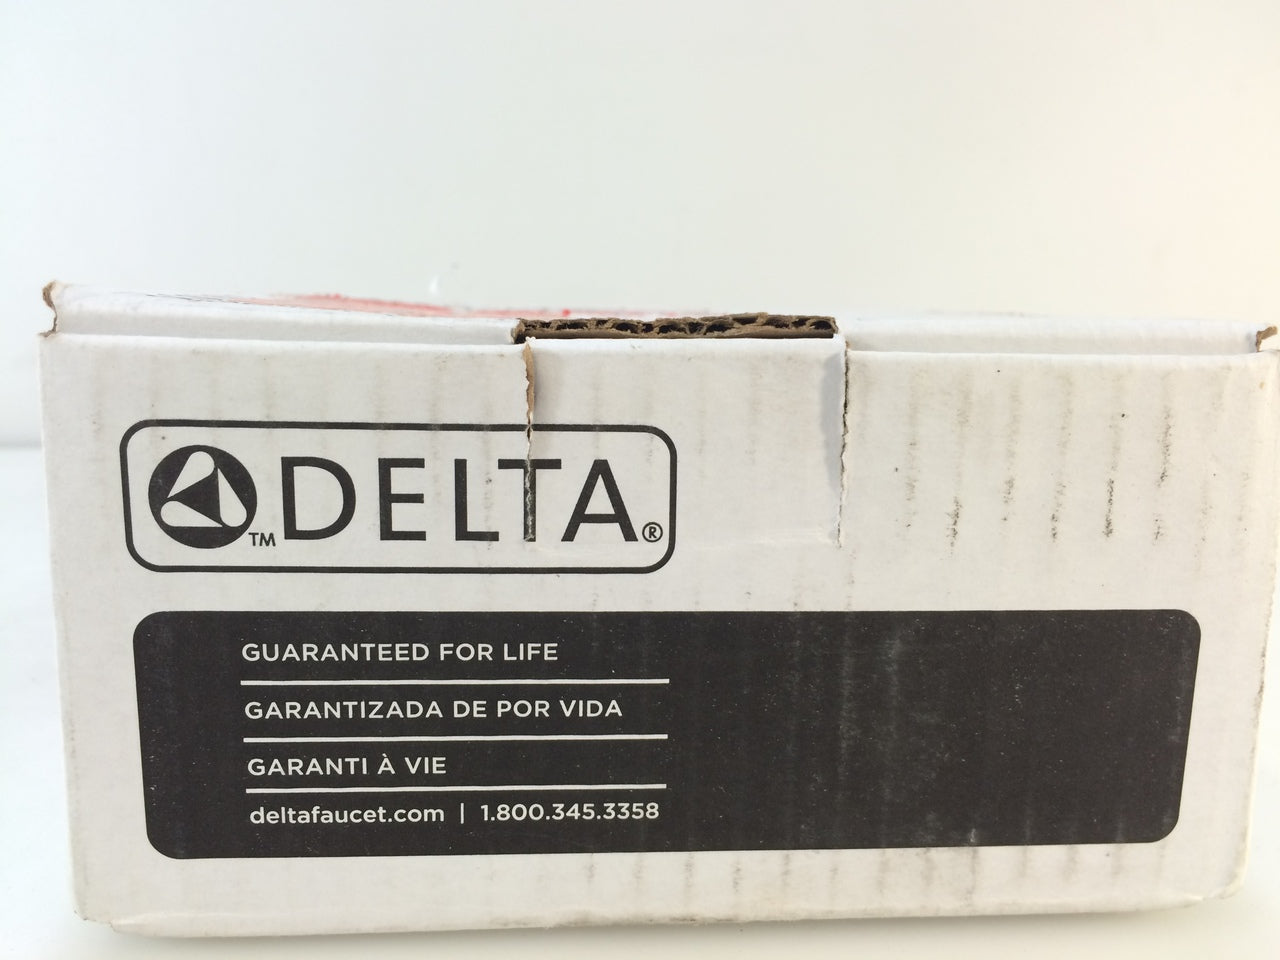 ™ DELTA®
GUARANTEED FOR LIFE
GARANTIZADA DE POR VIDA
GARANTI À VIE
deltafaucet.com | 1.800.345.3358